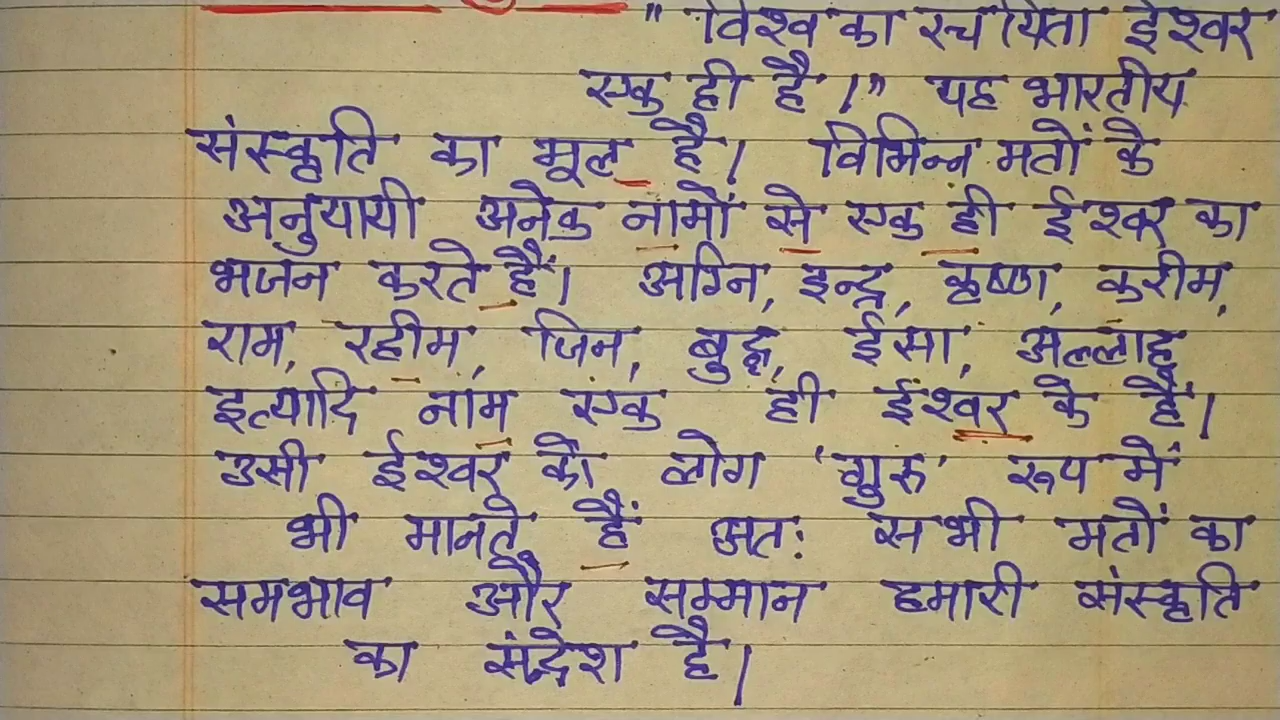 " विश्व का रचयिता ईश्वर
एक ही है।" यह भारतीय
संस्कृति का मूल है। विभिन्न मतों के
अनुयायी अनेक नामों से एक ही ईश्वर का
भजन करते हैं। अग्नि, इन्द्र, कृष्ण, करीम,
राम, रहीम, जिन, बुद्ध, ईसा, अल्लाह
इत्यादि नाम एक ही ईश्वर के हैं।
उसी ईश्वर को लोग 'गुरु' रूप में
भी मानते हैं अतः सभी मतों का
समभाव और सम्मान हमारी संस्कृति
का संदेश है।